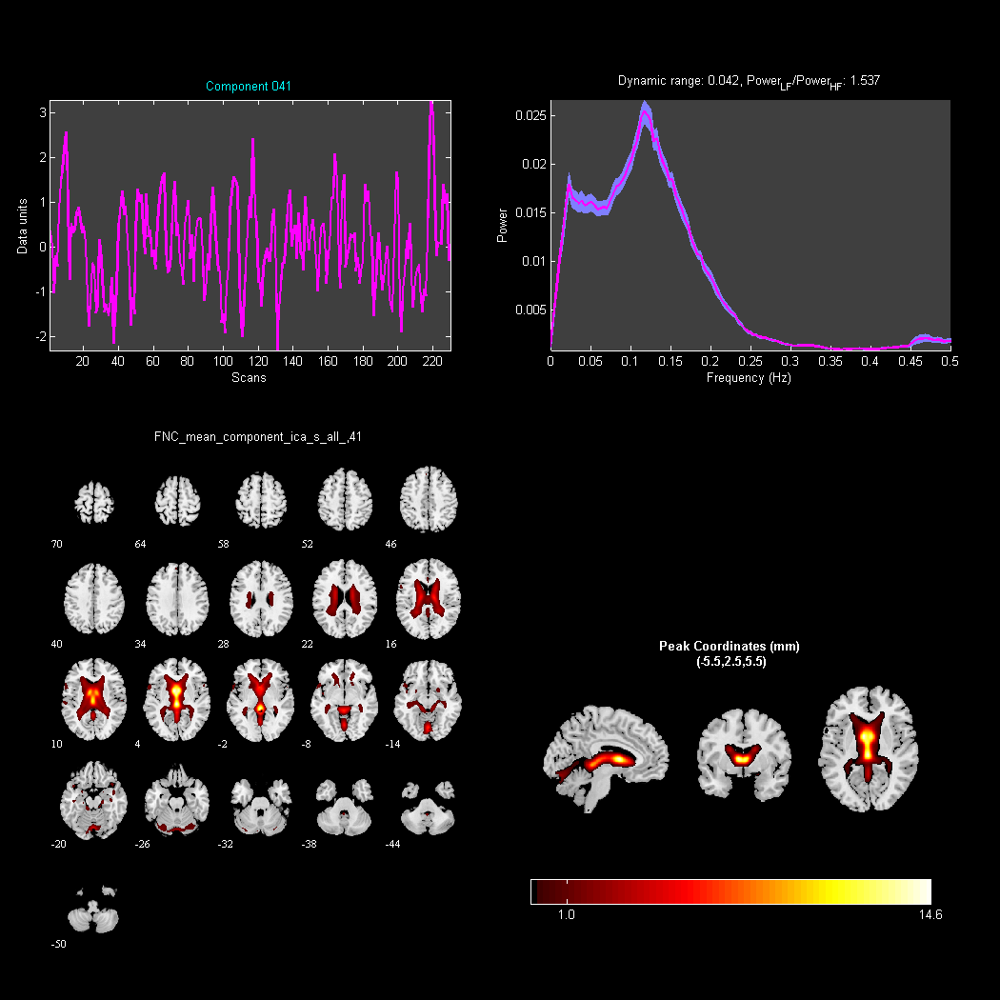 Component 041
3
2
1
0
-1
-2
Data units
20 40 60 80 100 120 140 160 180 200 220
Scans
Dynamic range: 0.042, PowerLF/PowerHF: 1.537
0.025
0.02
0.015
0.01
0.005
Power
0 0.05 0.1 0.15 0.2 0.25 0.3 0.35 0.4 0.45 0.5
Frequency (Hz)
FNC_mean_component_ica_s_all_,41
70 64 58 52 46
40 34 28 22 16
10 4 -2 -8 -14
-20 -26 -32 -38 -44
-50
Peak Coordinates (mm)
(-5.5,2.5,5.5)
1.0 14.6